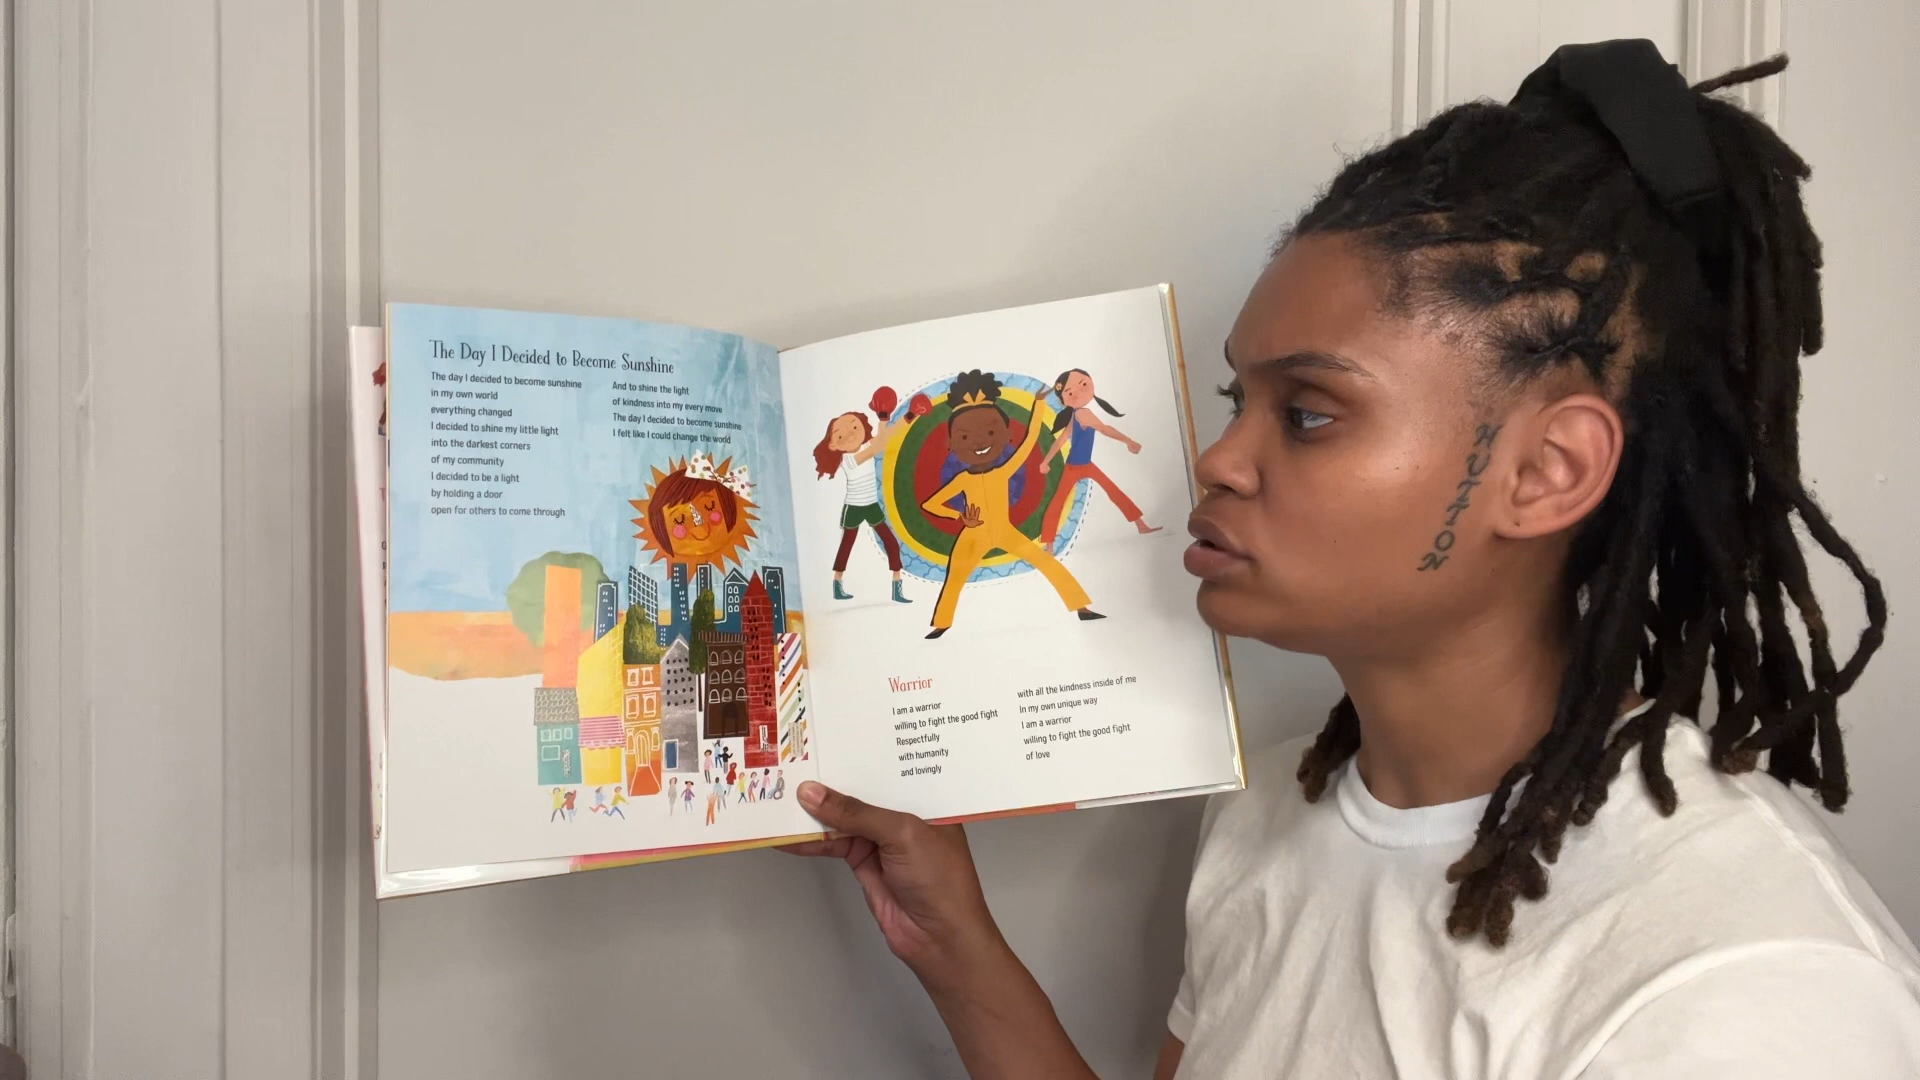 The Day I Decided to Become Sunshine
The day I decided to become sunshine
in my own world
everything changed
I decided to shine my little light
into the darkest corners
of my community
I decided to be a light
by holding a door
open for others to come through
And to shine the light
of kindness into my every move
The day I decided to become sunshine
I felt like I could change the world
Warrior
I am a warrior
willing to fight the good fight
Respectfully
with humanity
and lovingly
with all the kindness inside of me
In my own unique way
I am a warrior
willing to fight the good fight
of love